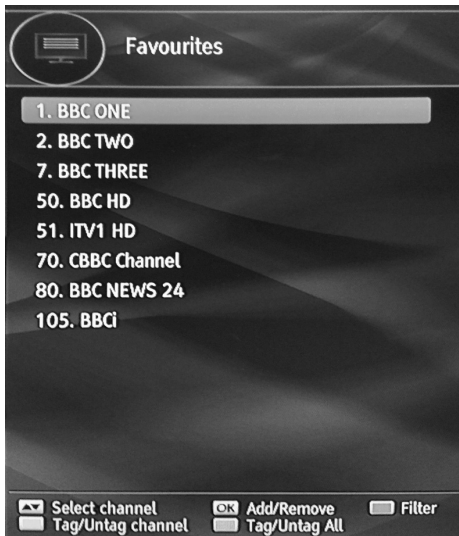 Favourites
1. BBC ONE
2. BBC TWO
7. BBC THREE
50. BBC HD
51. ITV1 HD
70. CBBC Channel
80. BBC NEWS 24
105. BBCi
Select channel OK Add/Remove Filter
Tag/Untag channel Tag/Untag All